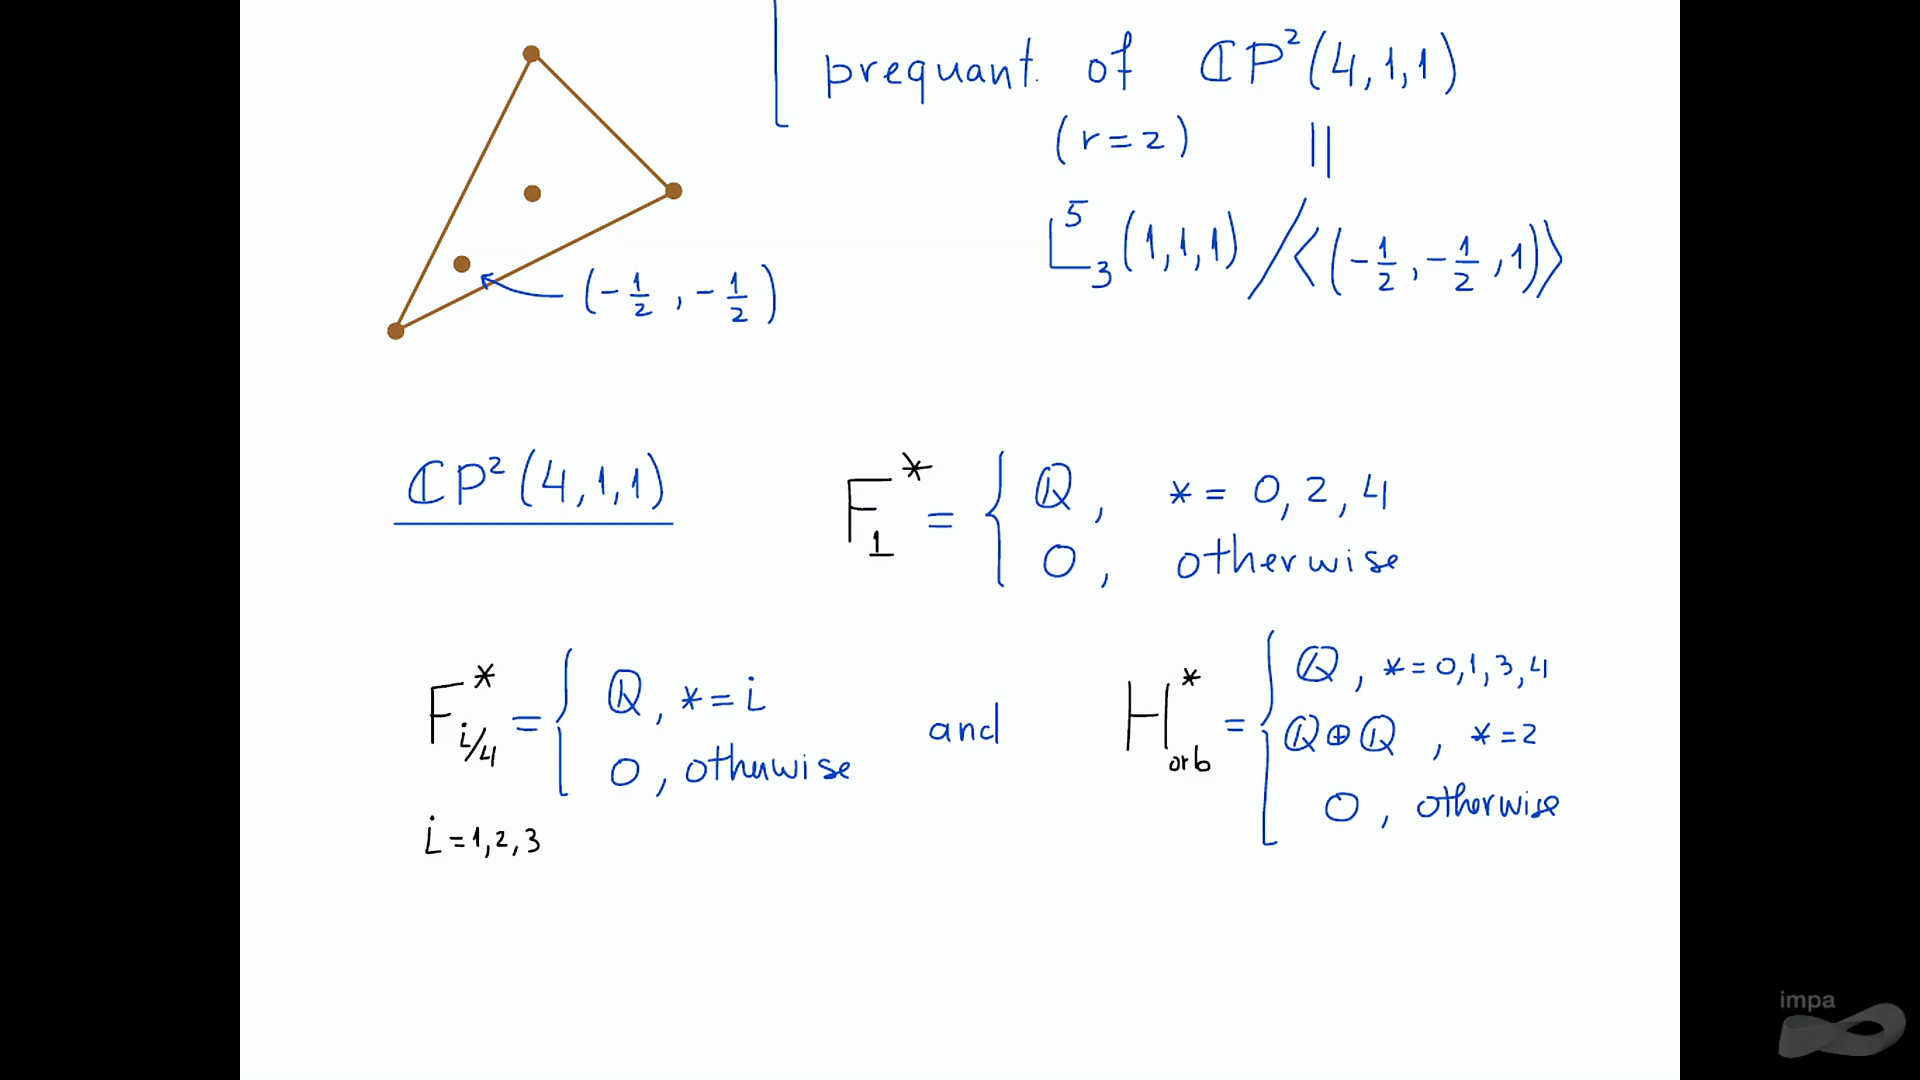 prequant. of ℂP²(4,1,1)
(r=2) ||
L⁵₃(1,1,1) / ⟨(-1/2, -1/2, 1)⟩
(-1/2, -1/2)
ℂP²(4,1,1)
F₁* = { ℚ, * = 0, 2, 4
0, otherwise
F*_{i/4} = { ℚ, * = i
0, othuwise
i = 1,2,3
and
H*_{orb} = { ℚ, * = 0,1,3,4
ℚ⊕ℚ, * = 2
0, otherwise
impa